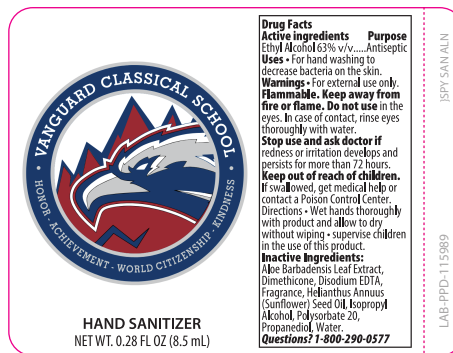 • VANGUARD CLASSICAL SCHOOL •
HONOR - ACHIEVEMENT - WORLD CITIZENSHIP - KINDNESS
HAND SANITIZER
NET WT. 0.28 FL OZ (8.5 mL)
Drug Facts
Active ingredients Purpose
Ethyl Alcohol 63% v/v.....Antiseptic
Uses • For hand washing to
decrease bacteria on the skin.
Warnings • For external use only.
Flammable. Keep away from
fire or flame. Do not use in the
eyes. In case of contact, rinse eyes
thoroughly with water.
Stop use and ask doctor if
redness or irritation develops and
persists for more than 72 hours.
Keep out of reach of children.
If swallowed, get medical help or
contact a Poison Control Center.
Directions • Wet hands thoroughly
with product and allow to dry
without wiping • supervise children
in the use of this product.
Inactive Ingredients:
Aloe Barbadensis Leaf Extract,
Dimethicone, Disodium EDTA,
Fragrance, Helianthus Annuus
(Sunflower) Seed Oil, Isopropyl
Alcohol, Polysorbate 20,
Propanediol, Water.
Questions? 1-800-290-0577
JSPY SAN ALN
LAB-PPD-115989